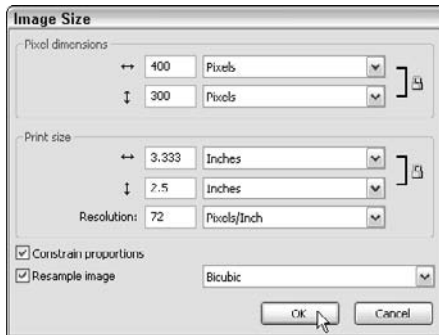 Image Size
Pixel dimensions
↔ 400 Pixels
↕ 300 Pixels
Print size
↔ 3.333 Inches
↕ 2.5 Inches
Resolution: 72 Pixels/Inch
Constrain proportions
Resample image Bicubic
OK Cancel